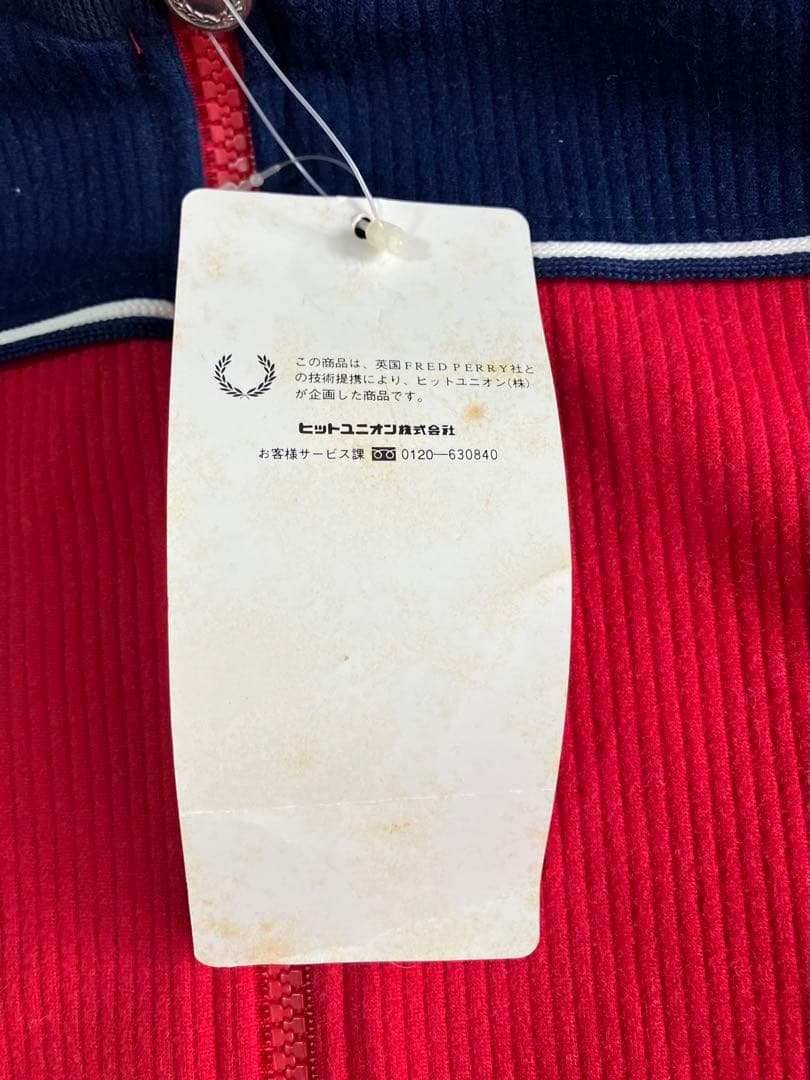 この商品は、英国FRED PERRY社と
の技術提携により、ヒットユニオン(株)
が企画した商品です。
ヒットユニオン株式会社
お客様サービス課 0120—630840